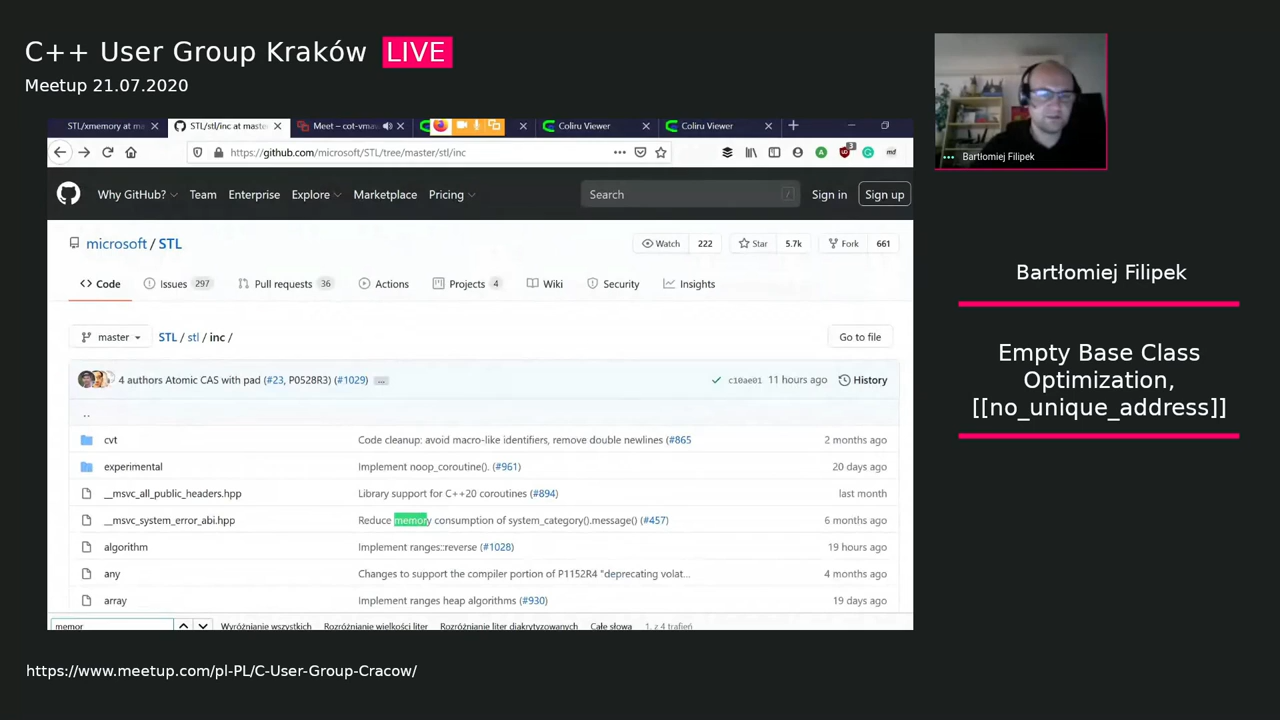 C++ User Group Kraków LIVE
Meetup 21.07.2020
STL/xmemory at ma
STL/stl/inc at master
Meet – cot-vmav
Coliru Viewer
Coliru Viewer
https://github.com/microsoft/STL/tree/master/stl/inc
Why GitHub? Team Enterprise Explore Marketplace Pricing Search / Sign in Sign up
microsoft / STL
Watch 222 Star 5.7k Fork 661
Code Issues 297 Pull requests 36 Actions Projects 4 Wiki Security Insights
master STL / stl / inc / Go to file
4 authors Atomic CAS with pad (#23, P0528R3) (#1029) ... c10ae01 11 hours ago History
..
cvt Code cleanup: avoid macro-like identifiers, remove double newlines (#865 2 months ago
experimental Implement noop_coroutine(). (#961) 20 days ago
__msvc_all_public_headers.hpp Library support for C++20 coroutines (#894) last month
__msvc_system_error_abi.hpp Reduce memory consumption of system_category().message() (#457) 6 months ago
algorithm Implement ranges::reverse (#1028) 19 hours ago
any Changes to support the compiler portion of P1152R4 "deprecating volat... 4 months ago
array Implement ranges heap algorithms (#930) 19 days ago
memor Wyróżnianie wszystkich Rozróżnianie wielkości liter Rozróżnianie liter diakrytyzowanych Całe słowa 1. z 4 trafień
https://www.meetup.com/pl-PL/C-User-Group-Cracow/
Bartłomiej Filipek
Bartłomiej Filipek
Empty Base Class
Optimization,
[[no_unique_address]]